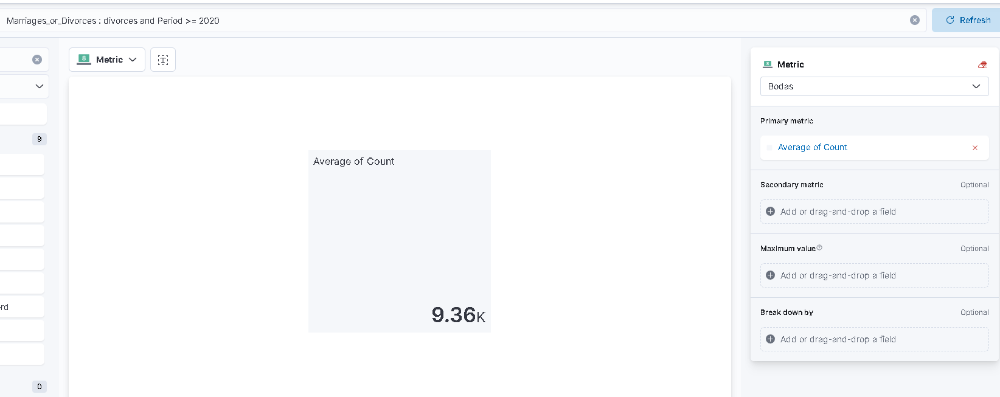 Marriages_or_Divorces : divorces and Period >= 2020
Refresh
Metric
8
9
rd
0
Average of Count
9.36K
8
Metric
Bodas
Primary metric
Average of Count
Secondary metric
Optional
Add or drag-and-drop a field
Maximum value
Optional
Add or drag-and-drop a field
Break down by
Optional
Add or drag-and-drop a field